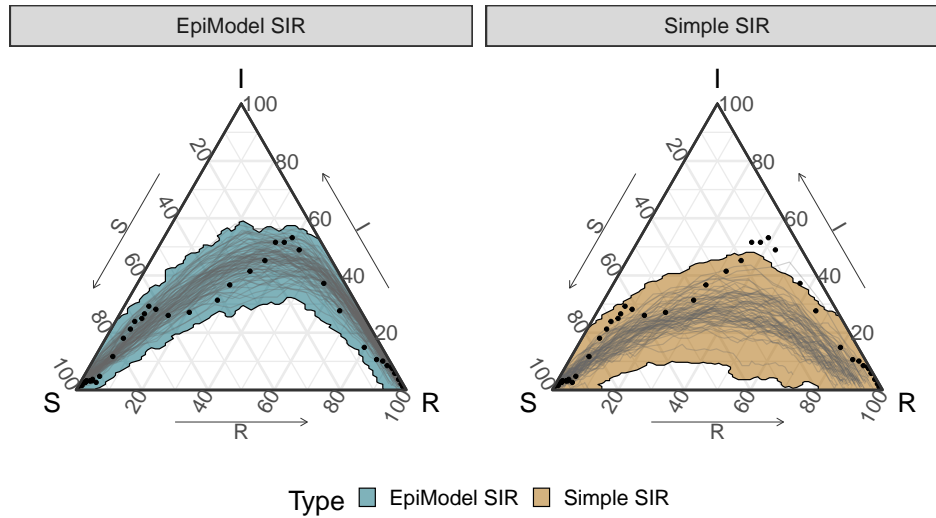 EpiModel SIR Simple SIR
I I
100 100
20 80 20 80
S 40 60 I S 40 60 I
60 40 60 40
80 20 80 20
100 100
S 20 40 60 80 100 R S 20 40 60 80 100 R
R R
Type EpiModel SIR Simple SIR